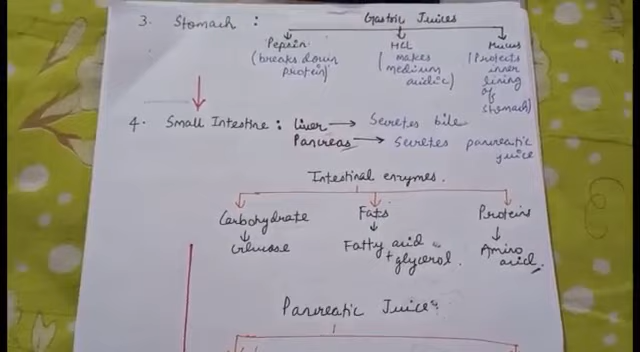 3. Stomach : Gastric Juices
Pepsin HCL Mucus
(breaks down protein) (makes medium acidic) (Protects inner lining of stomach)
4. Small Intestine : Liver → Secretes bile
Pancreas → Secretes pancreatic juice
Intestinal enzymes.
Carbohydrate Fats Proteins
Glucose Fatty acid + glycerol. Amino acid.
Pancreatic Juice